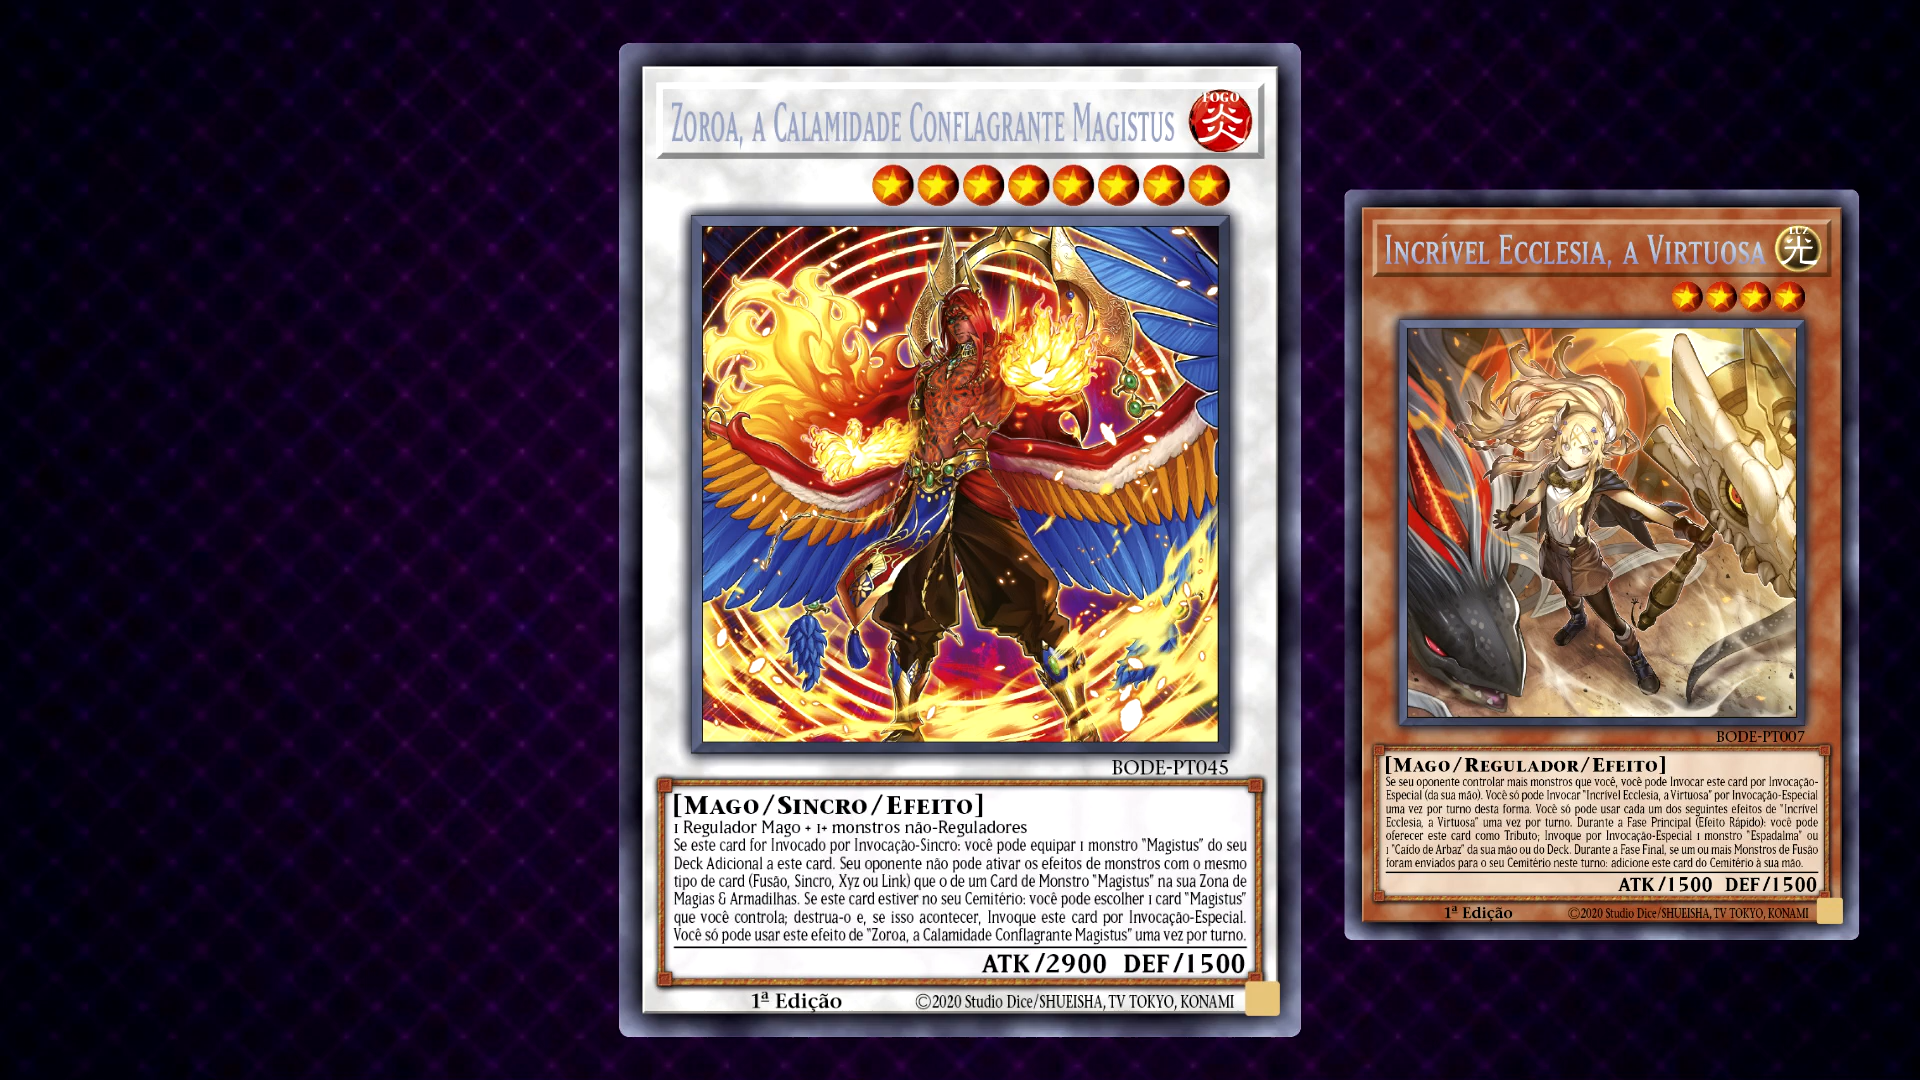 Zoroa, a Calamidade Conflagrante Magistus
FOGO
炎
BODE-PT045
[Mago/Sincro/Efeito]
1 Regulador Mago + 1+ monstros não-Reguladores
Se este card for Invocado por Invocação-Sincro: você pode equipar 1 monstro "Magistus" do seu
Deck Adicional a este card. Seu oponente não pode ativar os efeitos de monstros com o mesmo
tipo de card (Fusão, Sincro, Xyz ou Link) que o de um Card de Monstro "Magistus" na sua Zona de
Magias & Armadilhas. Se este card estiver no seu Cemitério: você pode escolher 1 card "Magistus"
que você controla; destrua-o e, se isso acontecer, Invoque este card por Invocação-Especial.
Você só pode usar este efeito de "Zoroa, a Calamidade Conflagrante Magistus" uma vez por turno.
ATK/2900 DEF/1500
1ª Edição ©2020 Studio Dice/SHUEISHA, TV TOKYO, KONAMI
Incrível Ecclesia, a Virtuosa
LUZ
光
BODE-PT007
[Mago/Regulador/Efeito]
Se seu oponente controlar mais monstros que você, você pode Invocar este card por Invocação-
Especial (da sua mão). Você só pode Invocar "Incrível Ecclesia, a Virtuosa" por Invocação-Especial
uma vez por turno desta forma. Você só pode usar cada um dos seguintes efeitos de "Incrível
Ecclesia, a Virtuosa" uma vez por turno. Durante a Fase Principal (Efeito Rápido): você pode
oferecer este card como Tributo; Invoque por Invocação-Especial 1 monstro "Espadalma" ou
1 "Caído de Arbaz" da sua mão ou do Deck. Durante a Fase Final, se um ou mais Monstros de Fusão
foram enviados para o seu Cemitério neste turno: adicione este card do Cemitério à sua mão.
ATK/1500 DEF/1500
1ª Edição ©2020 Studio Dice/SHUEISHA, TV TOKYO, KONAMI